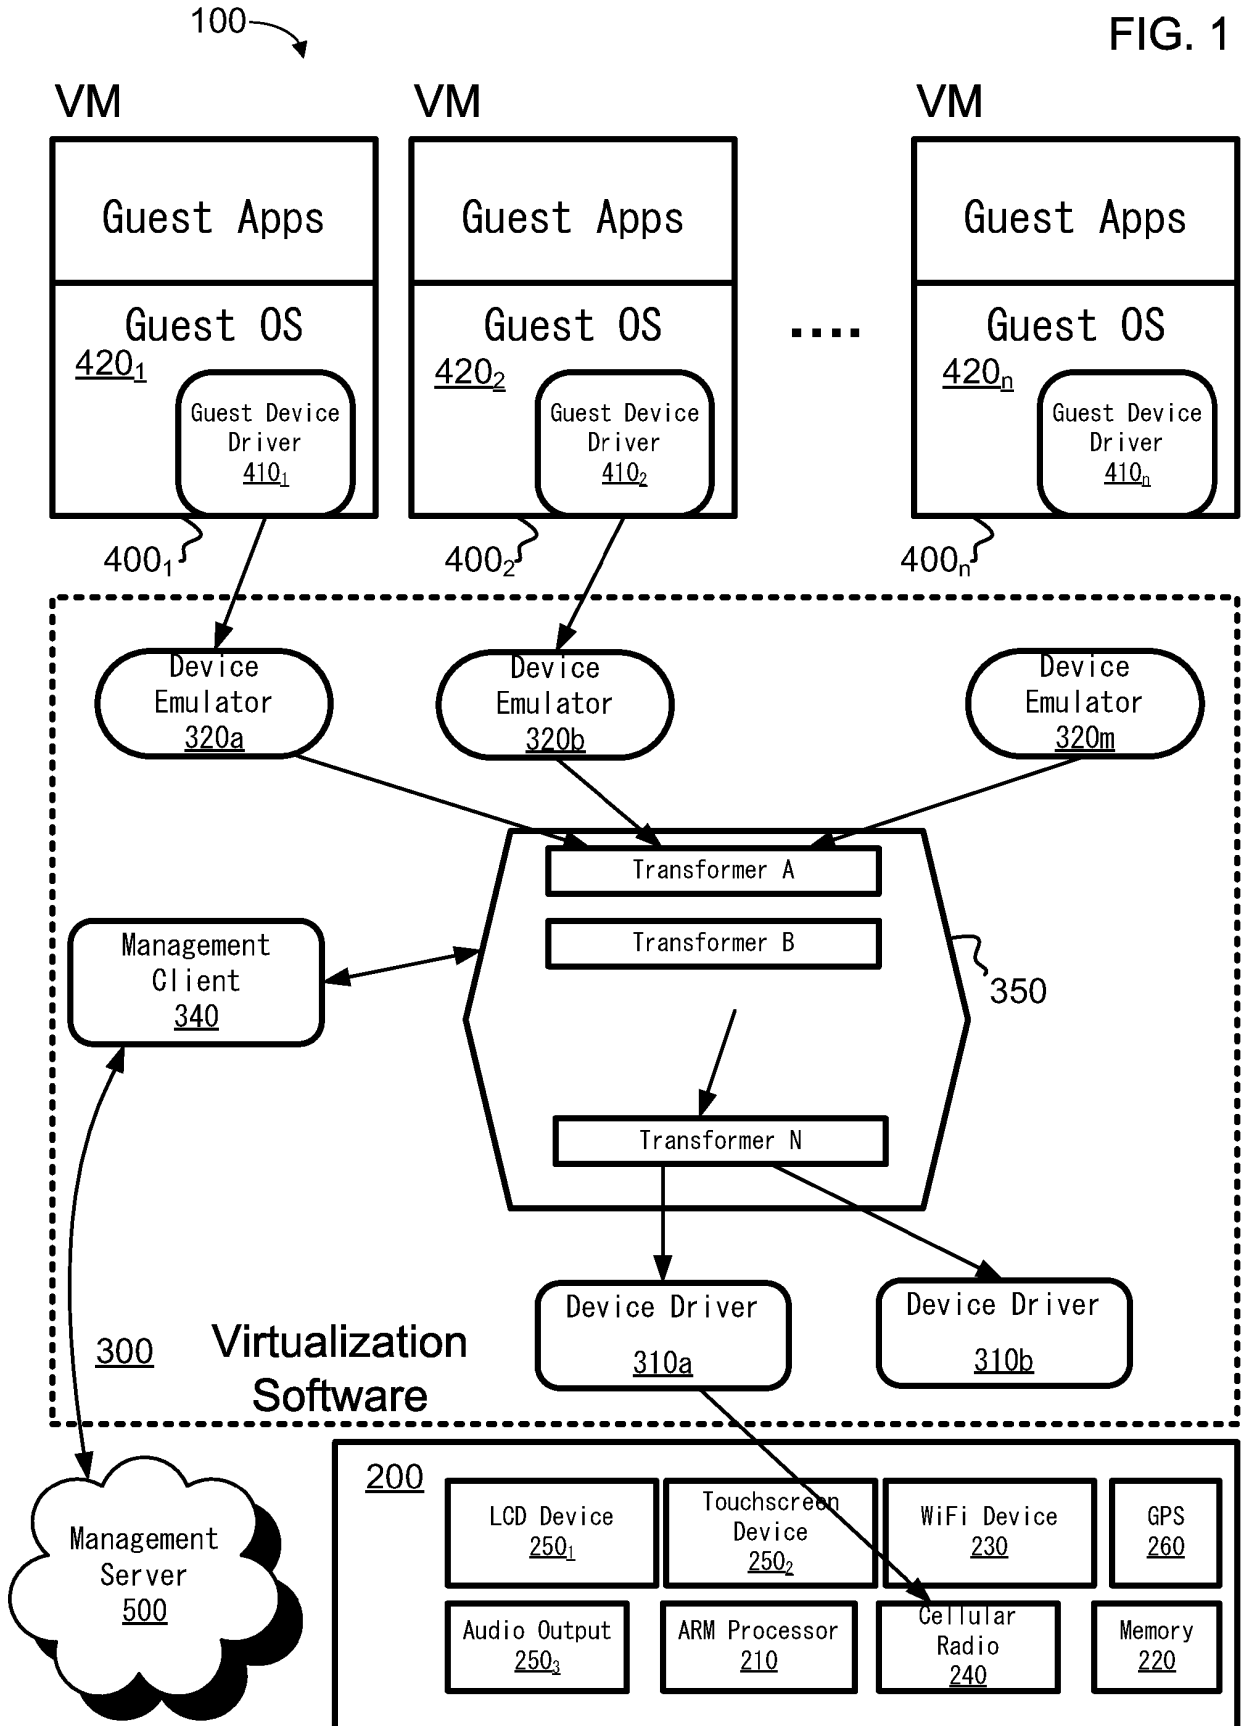 100
FIG. 1
VM
VM
VM
Guest Apps
Guest Apps
Guest Apps
Guest OS
Guest OS
....
Guest OS
420₁
420₂
420ₙ
Guest Device
Driver
410₁
Guest Device
Driver
410₂
Guest Device
Driver
410ₙ
400₁
400₂
400ₙ
Device
Emulator
320a
Device
Emulator
320b
Device
Emulator
320m
Transformer A
Transformer B
Management
Client
340
350
Transformer N
Device Driver
310a
Device Driver
310b
300
Virtualization
Software
200
LCD Device
250₁
Touchscreen
Device
250₂
WiFi Device
230
GPS
260
Management
Server
500
Audio Output
250₃
ARM Processor
210
Cellular
Radio
240
Memory
220